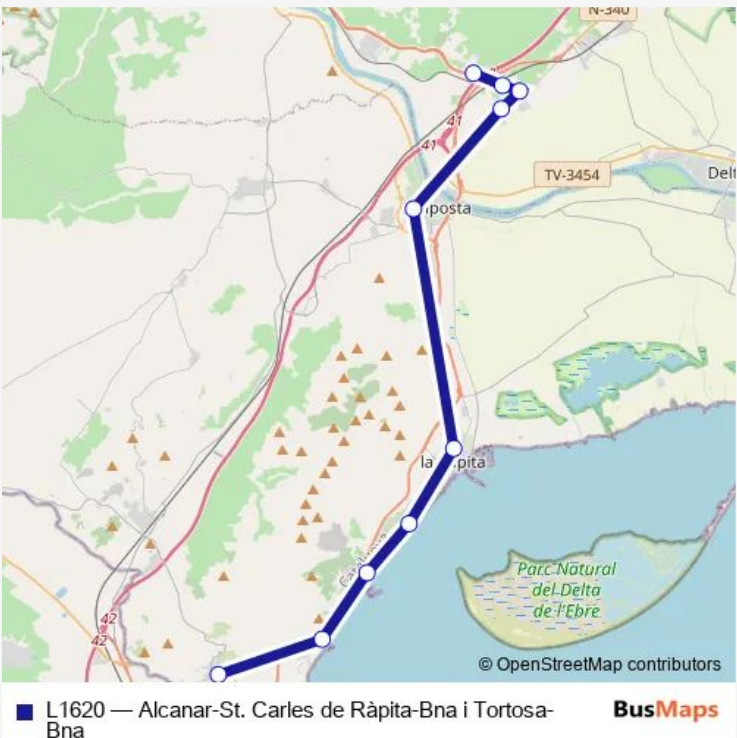 N-340
41
41
TV-3454
Delt
mposta
la Ràpita
Parc Natural
del Delta
de l'Ebre
42
42
© OpenStreetMap contributors
L1620 — Alcanar-St. Carles de Ràpita-Bna i Tortosa-
Bna
BusMaps